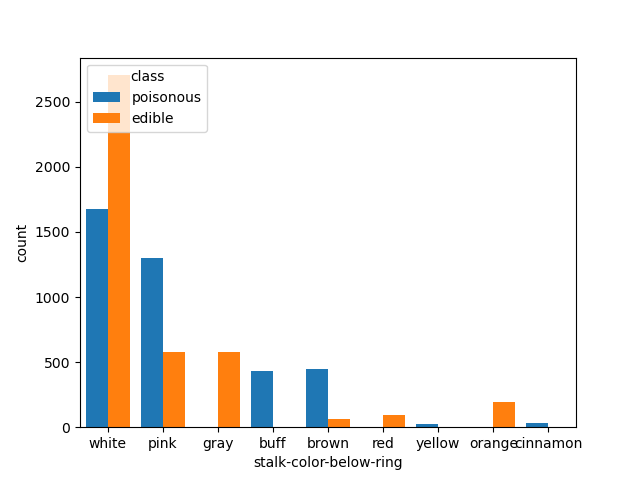 class
poisonous
edible
2500
2000
1500
1000
500
0
count
white pink gray buff brown red yellow orange cinnamon
stalk-color-below-ring